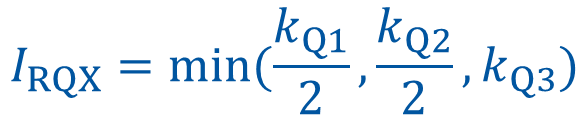 I_RQX = min(k_Q1/2, k_Q2/2, k_Q3)